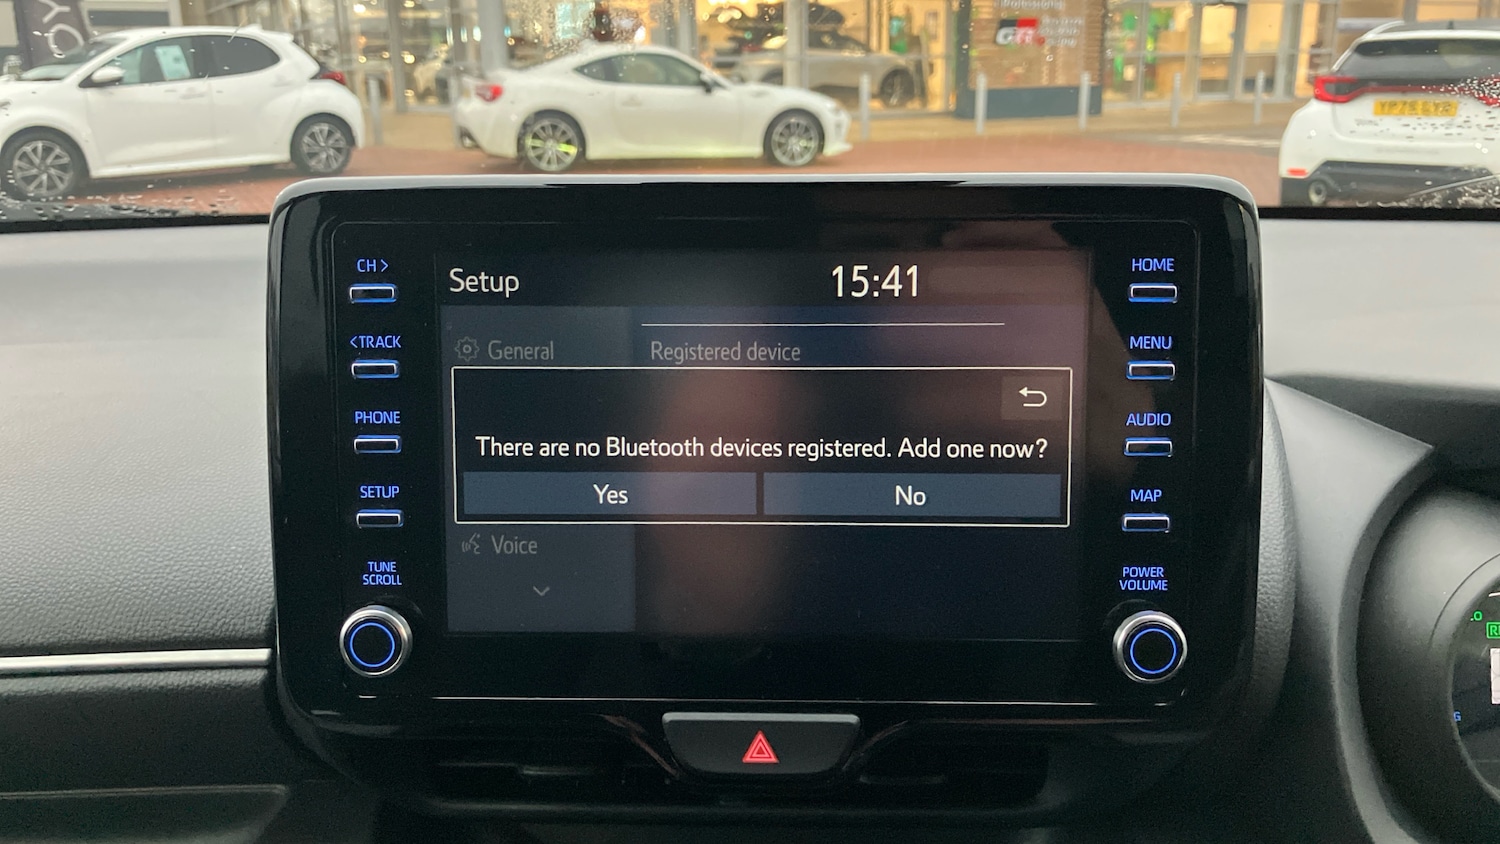 GR
CH >
<TRACK
PHONE
SETUP
TUNE
SCROLL
Setup
15:41
General
Registered device
There are no Bluetooth devices registered. Add one now?
Yes
No
Voice
HOME
MENU
AUDIO
MAP
POWER
VOLUME